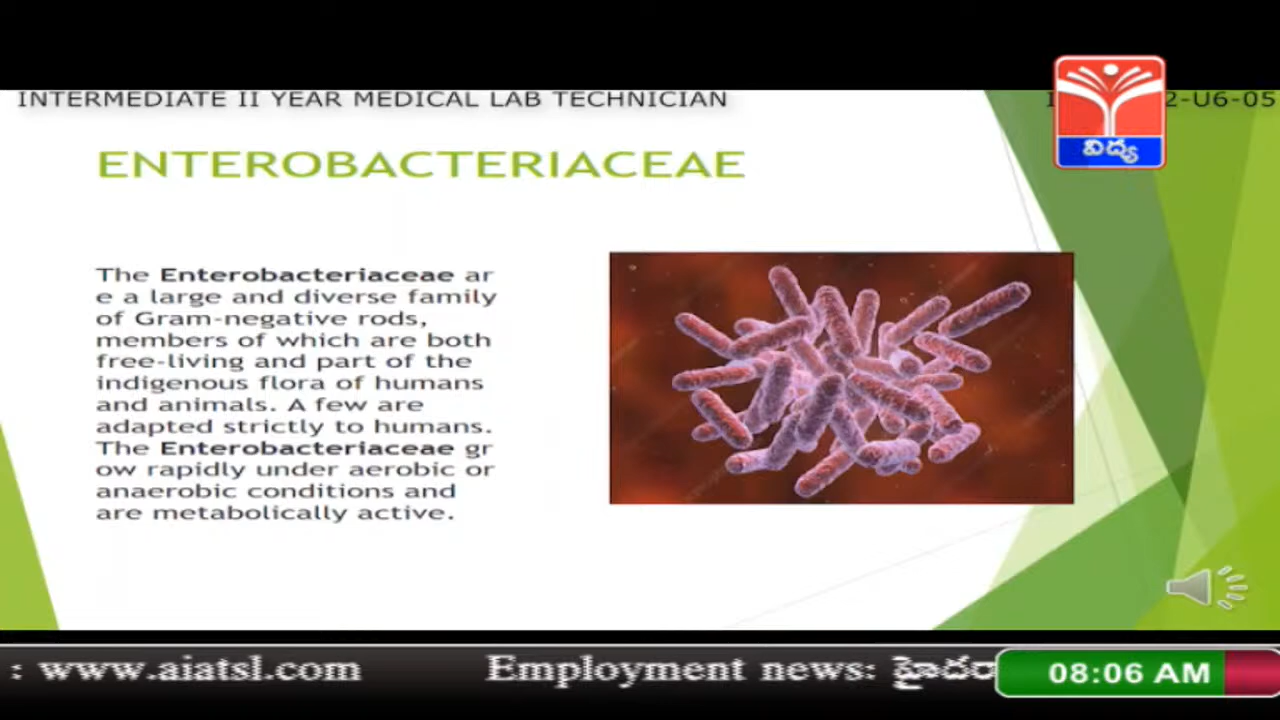 INTERMEDIATE II YEAR MEDICAL LAB TECHNICIAN
2-U6-05
విద్య
ENTEROBACTERIACEAE
The Enterobacteriaceae ar
e a large and diverse family
of Gram-negative rods,
members of which are both
free-living and part of the
indigenous flora of humans
and animals. A few are
adapted strictly to humans.
The Enterobacteriaceae gr
ow rapidly under aerobic or
anaerobic conditions and
are metabolically active.
: www.aiatsl.com Employment news:
08:06 AM